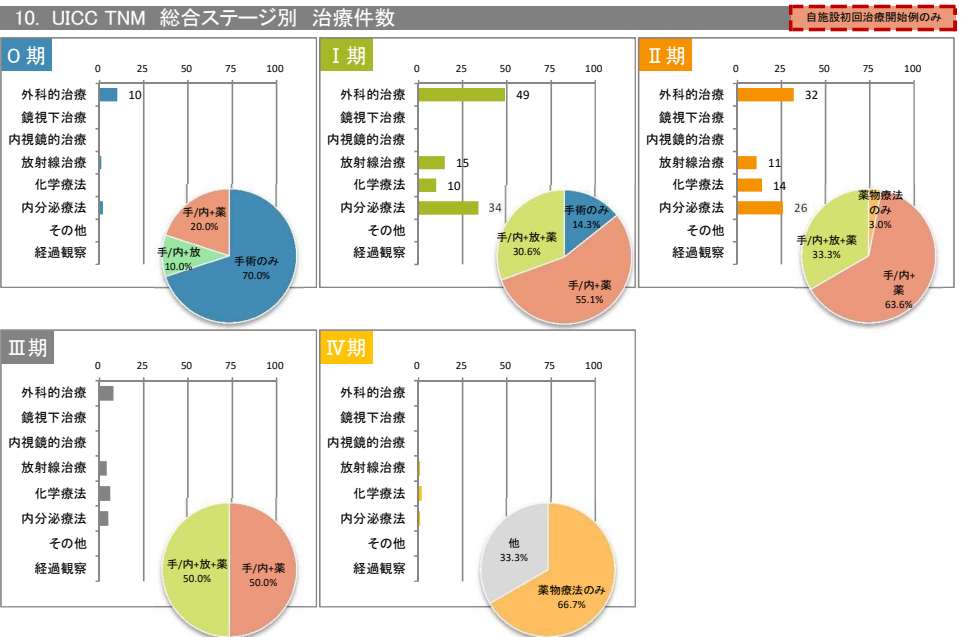 10. UICC TNM 総合ステージ別 治療件数
自施設初回治療開始例のみ
0 期
0 25 50 75 100
外科的治療 10
鏡視下治療
内視鏡的治療
放射線治療
化学療法
内分泌療法
その他
経過観察
手/内+薬
20.0%
手/内+放
10.0%
手術のみ
70.0%
Ⅰ期
0 25 50 75 100
外科的治療 49
鏡視下治療
内視鏡的治療
放射線治療 15
化学療法 10
内分泌療法 34
その他
経過観察
手術のみ
14.3%
手/内+放+薬
30.6%
手/内+薬
55.1%
Ⅱ期
0 25 50 75 100
外科的治療 32
鏡視下治療
内視鏡的治療
放射線治療 11
化学療法 14
内分泌療法 26
その他
経過観察
薬物療法
のみ
3.0%
手/内+放+薬
33.3%
手/内+
薬
63.6%
Ⅲ期
0 25 50 75 100
外科的治療
鏡視下治療
内視鏡的治療
放射線治療
化学療法
内分泌療法
その他
経過観察
手/内+放+薬
50.0%
手/内+薬
50.0%
Ⅳ期
0 25 50 75 100
外科的治療
鏡視下治療
内視鏡的治療
放射線治療
化学療法
内分泌療法
その他
経過観察
他
33.3%
薬物療法のみ
66.7%